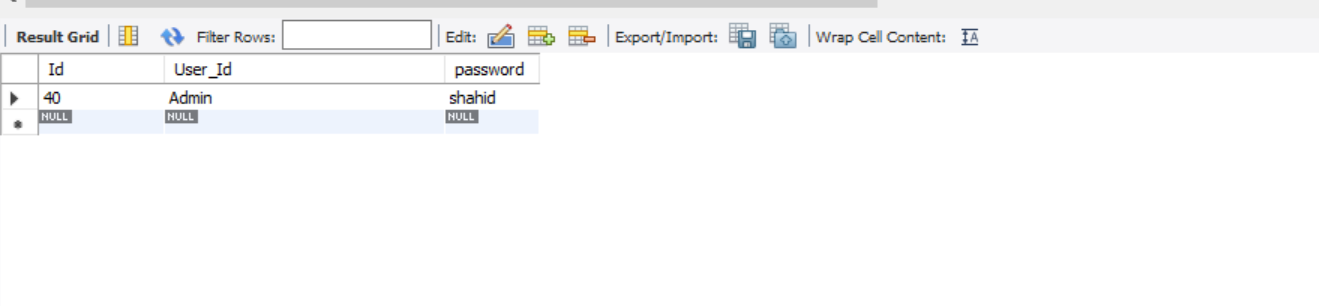 Result Grid Filter Rows: Edit: Export/Import: Wrap Cell Content: IA
Id User_Id password
40 Admin shahid
NULL NULL NULL